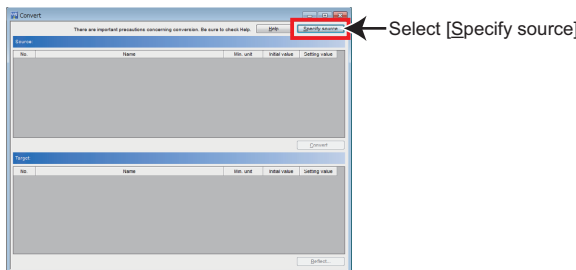 Convert
There are important precautions concerning conversion. Be sure to check Help.
Help
Specify source
Select [Specify source]
Source
No. Name Min. unit Initial value Setting value
Convert
Target
No. Name Min. unit Initial value Setting value
Reflect...